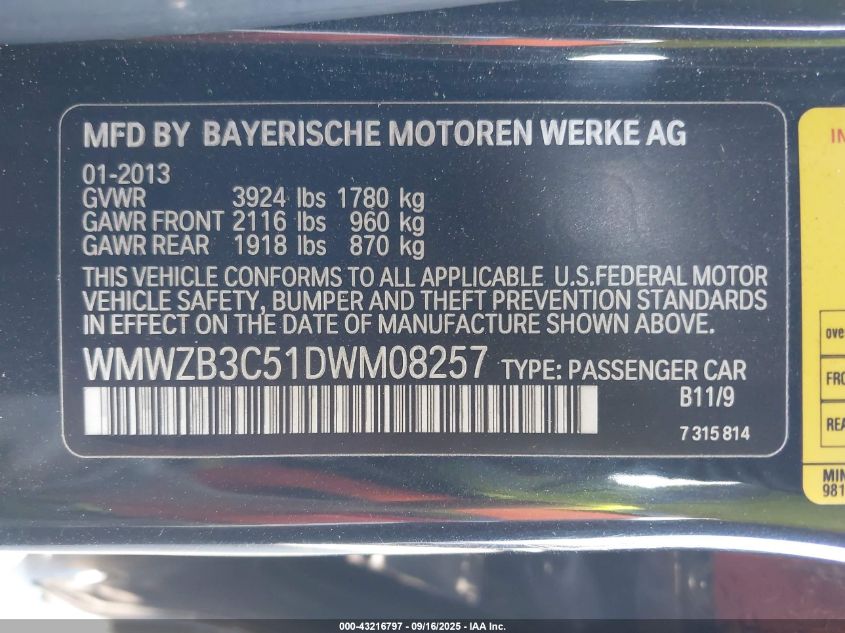 MFD BY BAYERISCHE MOTOREN WERKE AG
01-2013
GVWR 3924 lbs 1780 kg
GAWR FRONT 2116 lbs 960 kg
GAWR REAR 1918 lbs 870 kg
THIS VEHICLE CONFORMS TO ALL APPLICABLE U.S.FEDERAL MOTOR
VEHICLE SAFETY, BUMPER AND THEFT PREVENTION STANDARDS
IN EFFECT ON THE DATE OF MANUFACTURE SHOWN ABOVE.
WMWZB3C51DWM08257 TYPE: PASSENGER CAR
B11/9
7 315 814
000-43216797 - 09/16/2025 - IAA Inc.